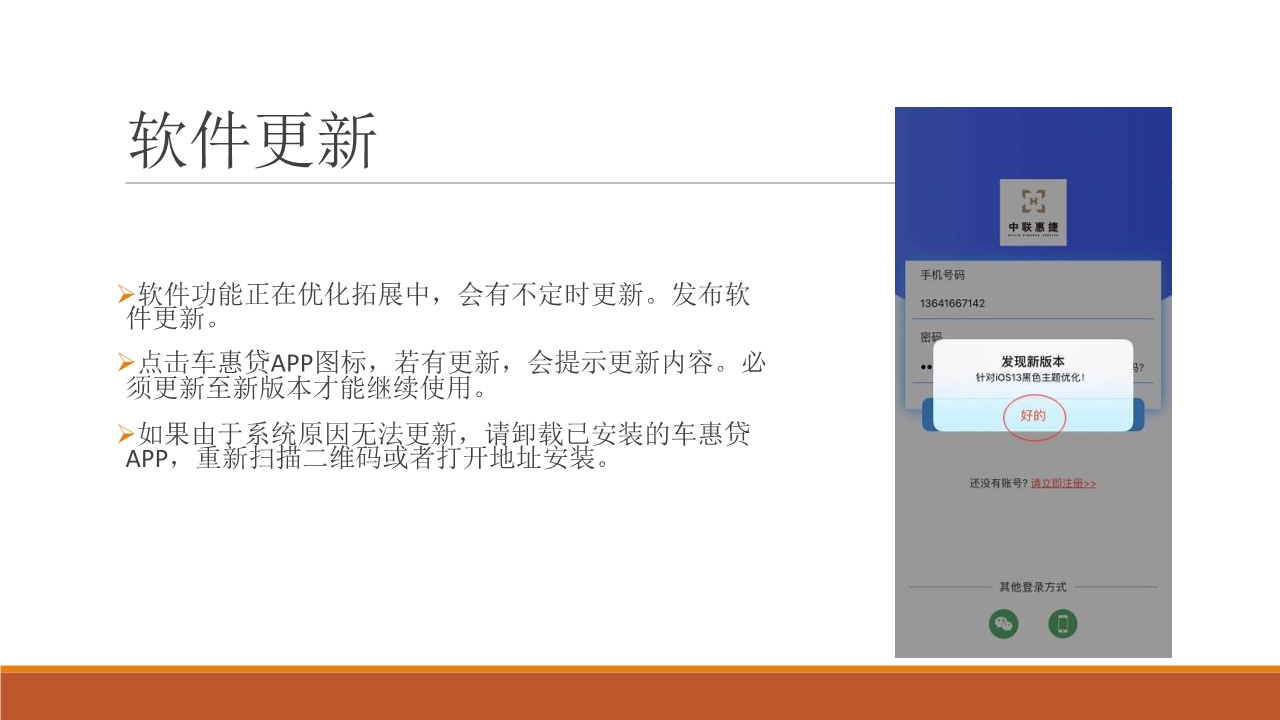 软件更新
软件功能正在优化拓展中，会有不定时更新。发布软
件更新。
点击车惠贷APP图标，若有更新，会提示更新内容。必
须更新至新版本才能继续使用。
如果由于系统原因无法更新，请卸载已安装的车惠贷
APP，重新扫描二维码或者打开地址安装。
中联惠捷
手机号码
13641667142
密码
码?
发现新版本
针对iOS13黑色主题优化!
好的
还没有账号? 请立即注册>>
其他登录方式